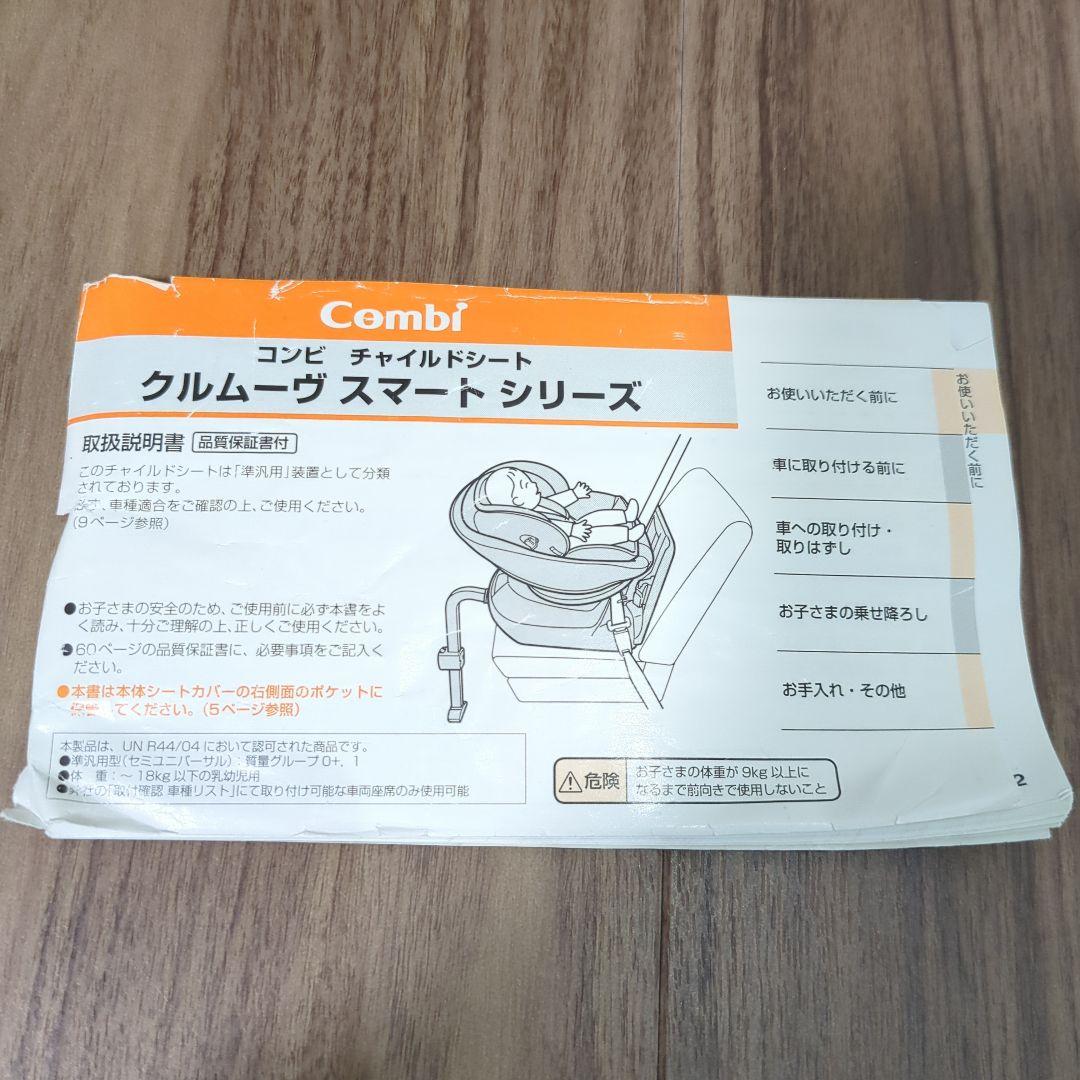 Combi
コンビ チャイルドシート
クルムーヴ スマート シリーズ
取扱説明書 品質保証書付
このチャイルドシートは「準汎用」装置として分類
されております。
必ず、車種適合をご確認の上、ご使用ください。
(9ページ参照)
●お子さまの安全のため、ご使用前に必ず本書をよ
く読み、十分ご理解の上、正しくご使用ください。
●60ページの品質保証書に、必要事項をご記入く
ださい。
●本書は本体シートカバーの右側面のポケットに
保管してください。(5ページ参照)
本製品は、UN R44/04 において認可された商品です。
●準汎用型(セミユニバーサル):質量グループ 0+, 1
●体 重:~ 18kg 以下の乳幼児用
●弊社の「取付確認 車種リスト」にて取り付け可能な車両座席のみ使用可能
危険
お子さまの体重が 9kg 以上に
なるまで前向きで使用しないこと
お使いいただく前に
車に取り付ける前に
車への取り付け・
取りはずし
お子さまの乗せ降ろし
お手入れ・その他
お使いいただく前に
2